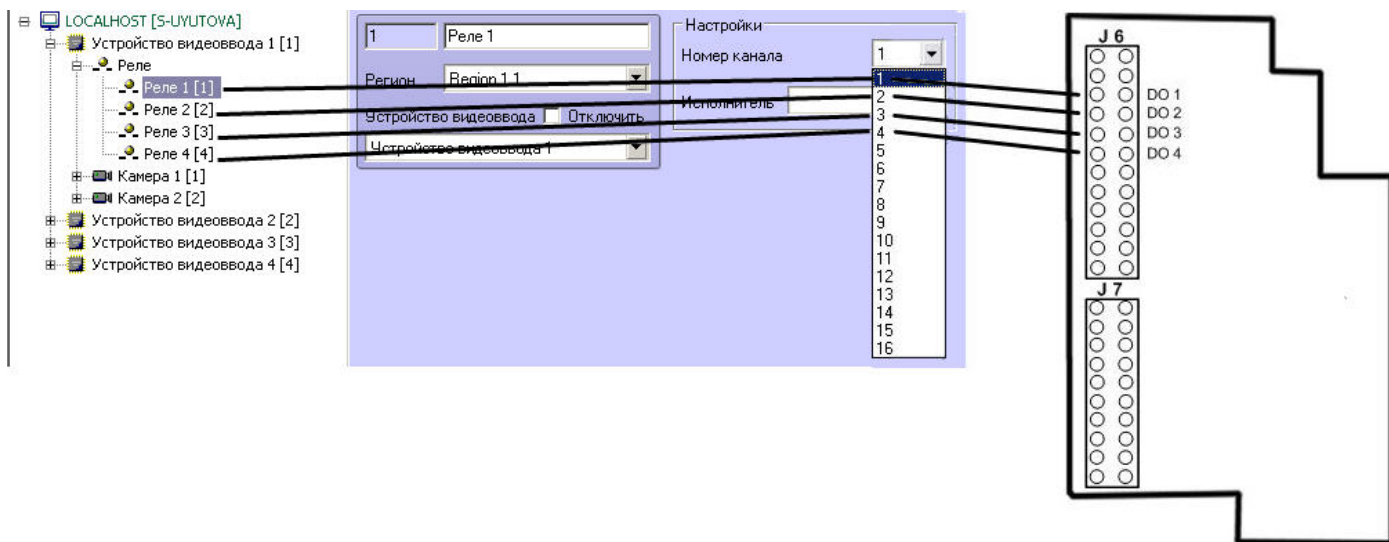 LOCALHOST [S-UYUTOVA]
Устройство видеоввода 1 [1]
Реле
Реле 1 [1]
Реле 2 [2]
Реле 3 [3]
Реле 4 [4]
Камера 1 [1]
Камера 2 [2]
Устройство видеоввода 2 [2]
Устройство видеоввода 3 [3]
Устройство видеоввода 4 [4]
1
Реле 1
Регион
Region 1.1
Устройство видеоввода
Отключить
Устройство видеоввода 1
Настройки
Номер канала
1
Исполнитель
1
2
3
4
5
6
7
8
9
10
11
12
13
14
15
16
J 6
DO 1
DO 2
DO 3
DO 4
J 7